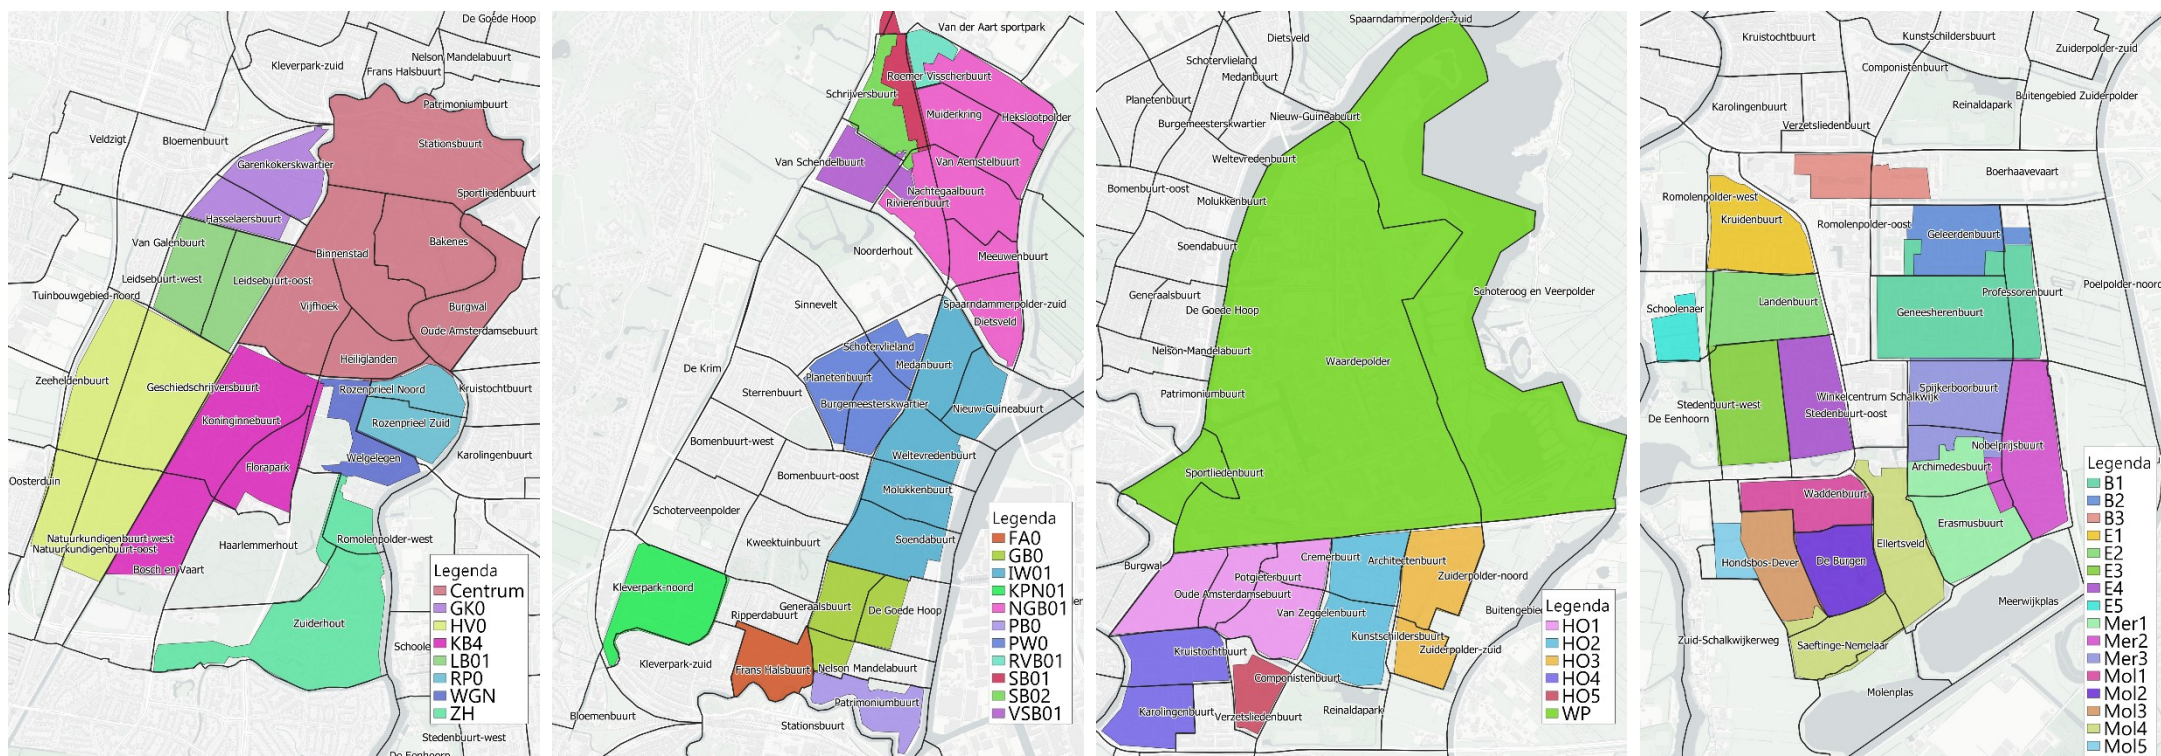 De Goede Hoop
Kleverpark-zuid
Nelson Mandelabuurt
Frans Halsbuurt
Patrimoniumbuurt
Veldzigt
Bloemenbuurt
Stationsbuurt
Garenkokerskwartier
Sportliedenbuurt
Hasselaersbuurt
Van Galenbuurt
Binnenstad
Bakenes
Leidsebuurt-west
Leidsebuurt-oost
Tuinbouwgebied-noord
Vijfhoek
Burgwal
Oude Amsterdamsebuurt
Heiliglanden
Zeeheldenbuurt
Geschiedschrijversbuurt
Rozenprieel Noord
Kruistochtbuurt
Koninginnebuurt
Rozenprieel Zuid
Florapark
Welgelegen
Karolingenbuurt
Oosterduin
Natuurkundigenbuurt-west
Natuurkundigenbuurt-oost
Haarlemmerhout
Romolenpolder-west
Bosch en Vaart
Zuiderhout
Schoole
Stedenbuurt-west
De Eenhoorn
Legenda
Centrum
GK0
HV0
KB4
LB01
RP0
WGN
ZH
Van der Aart sportpark
Roemer Visscherbuurt
Schrijversbuurt
Muiderkring
Hekslootpolder
Van Schendelbuurt
Van Aemstelbuurt
Nachtegaalbuurt
Rivierenbuurt
Noorderhout
Meeuwenbuurt
Sinnevelt
Spaarndammerpolder-zuid
Dietsveld
Schotervlieland
Medanbuurt
De Krim
Planetenbuurt
Sterrenbuurt
Burgemeesterskwartier
Nieuw-Guineabuurt
Bomenbuurt-west
Weltevredenbuurt
Bomenbuurt-oost
Molukkenbuurt
Schoterveenpolder
Kweektuinbuurt
Soendabuurt
Kleverpark-noord
Ripperdabuurt
Generaalsbuurt
De Goede Hoop
Kleverpark-zuid
Frans Halsbuurt
Nelson Mandelabuurt
Patrimoniumbuurt
Bloemenbuurt
Stationsbuurt
Legenda
FA0
GB0
IW01
KPN01
NGB01
PB0
PW0
RVB01
SB01
SB02
VSB01
Spaarndammerpolder-zuid
Dietsveld
Schotervlieland
Medanbuurt
Planetenbuurt
Burgemeesterskwartier
Nieuw-Guineabuurt
Weltevredenbuurt
Bomenbuurt-oost
Molukkenbuurt
Soendabuurt
Generaalsbuurt
De Goede Hoop
Schoteroog en Veerpolder
Nelson-Mandelabuurt
Waardepolder
Patrimoniumbuurt
Sportliedenbuurt
Burgwal
Cremerbuurt
Architectenbuurt
Potgieterbuurt
Zuiderpolder-noord
Oude Amsterdamsebuurt
Van Zeggelenbuurt
Buitengebie
Kunstschildersbuurt
Kruistochtbuurt
Zuiderpolder-zuid
Componistenbuurt
Karolingenbuurt
Verzetsliedenbuurt
Reinaldapark
Legenda
HO1
HO2
HO3
HO4
HO5
WP
Kruistochtbuurt
Kunstschildersbuurt
Zuiderpolder-zuid
Componistenbuurt
Karolingenbuurt
Reinaldapark
Buitengebied Zuiderpolder
Verzetsliedenbuurt
Boerhaavevaart
Romolenpolder-west
Kruidenbuurt
Romolenpolder-oost
Geleerdenbuurt
Poelpolder-noord
Professorenbuurt
Landenbuurt
Schoolenaer
Geneesherenbuurt
Spijkerboorbuurt
Winkelcentrum Schalkwijk
Stedenbuurt-west
Stedenbuurt-oost
De Eenhoorn
Nobelprijsbuurt
Archimedesbuurt
Waddenbuurt
Erasmusbuurt
Ellertsveld
Hondsbos-Dever
De Burgen
Meerwijkplas
Zuid-Schalkwijkerweg
Saeftinge-Nemelaar
Molenplas
Legenda
B1
B2
B3
E1
E2
E3
E4
E5
Mer1
Mer2
Mer3
Mol1
Mol2
Mol3
Mol4
Mol5